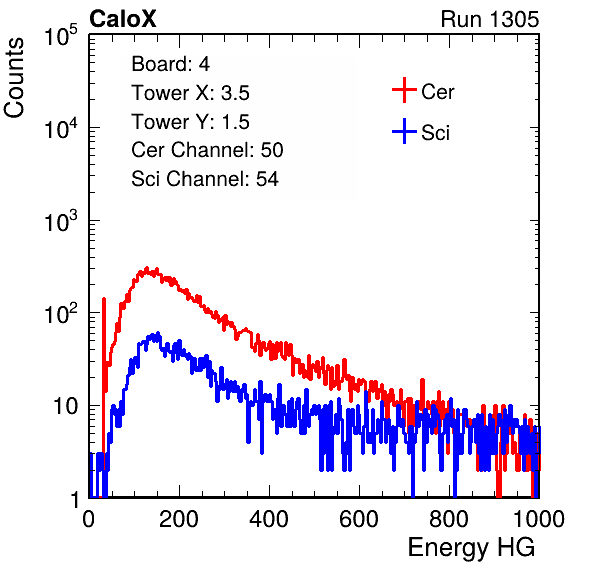 CaloX Run 1305
Counts
10^5
10^4
10^3
10^2
10
1
Board: 4
Tower X: 3.5
Tower Y: 1.5
Cer Channel: 50
Sci Channel: 54
Cer
Sci
0 200 400 600 800 1000
Energy HG